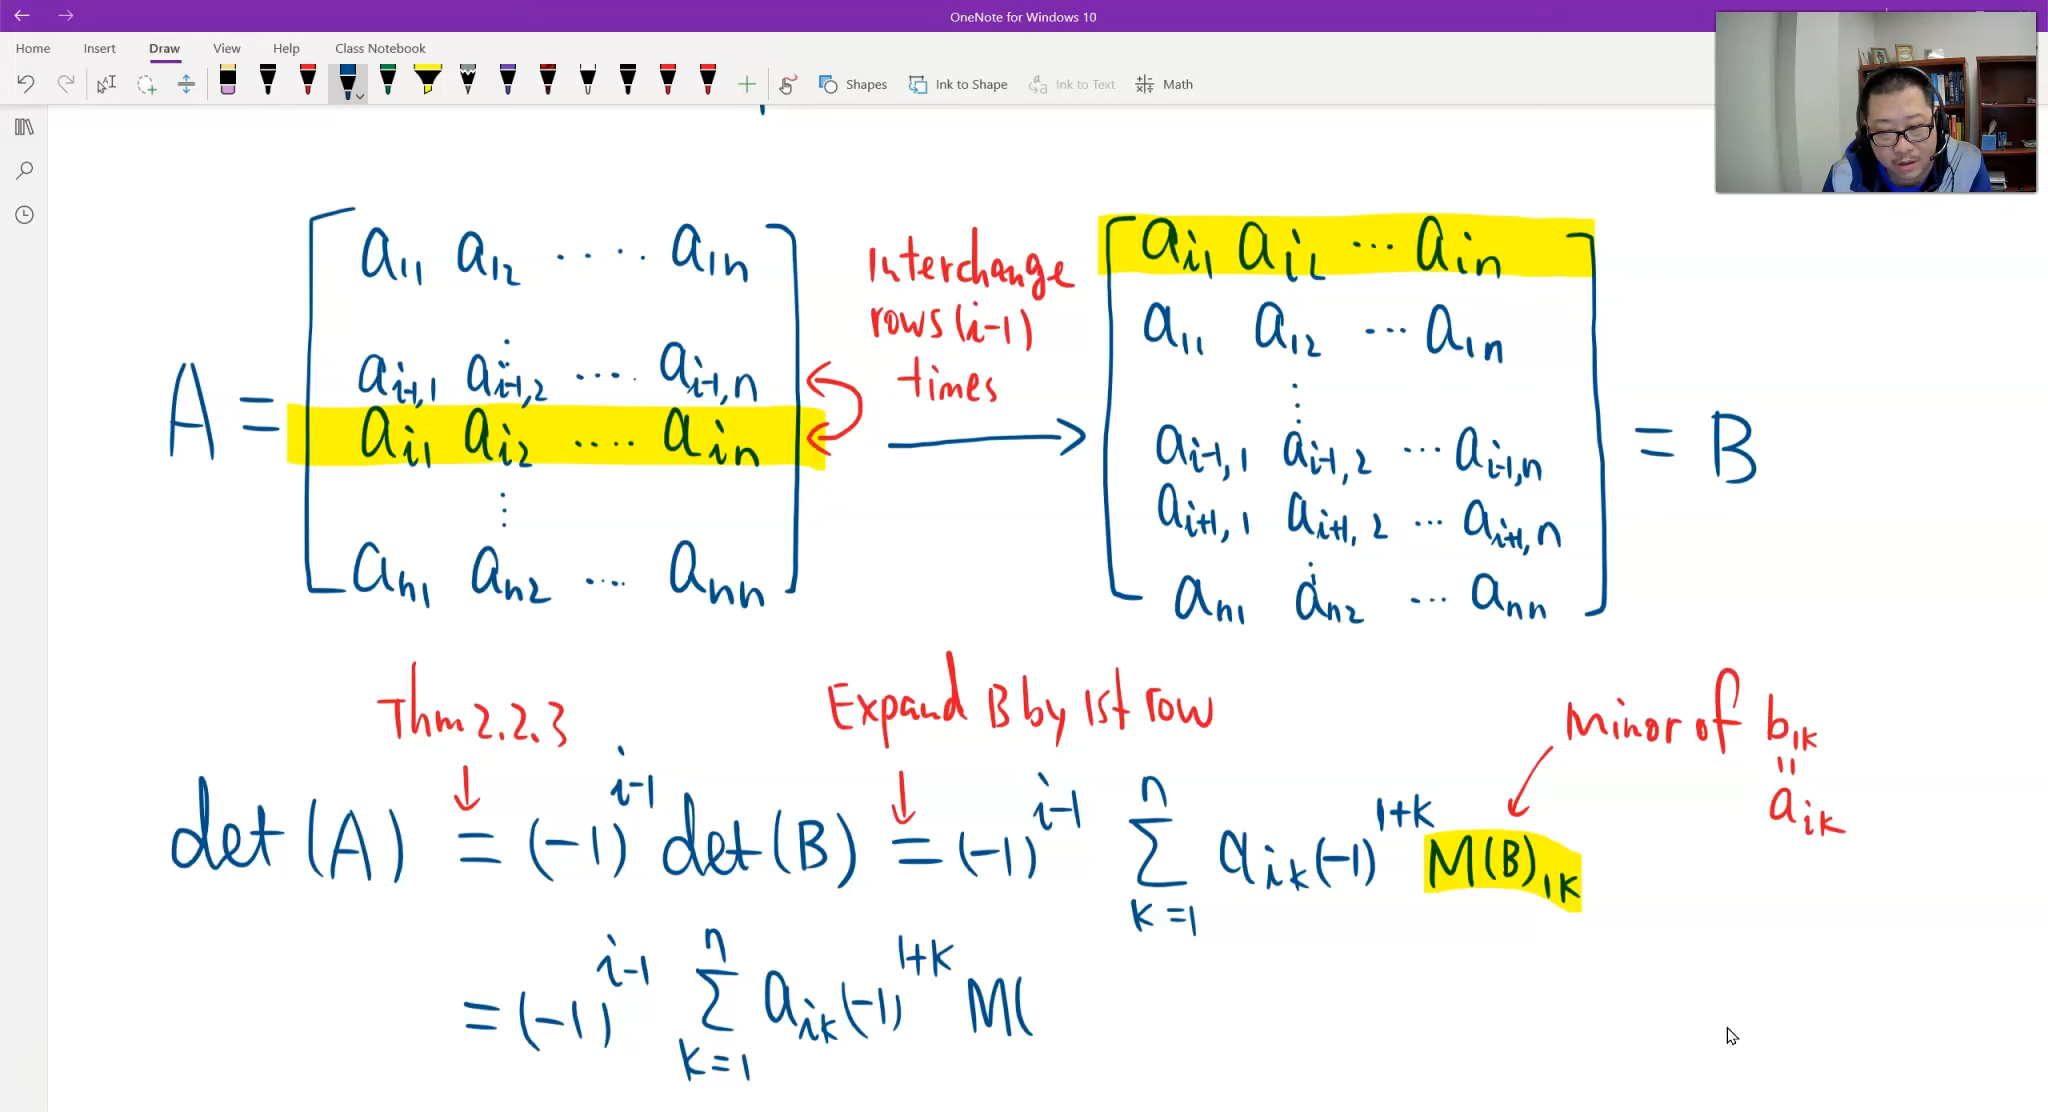 OneNote for Windows 10
Home Insert Draw View Help Class Notebook
Shapes Ink to Shape Ink to Text Math
A = [ a₁₁ a₁₂ ···· a₁ₙ
⋮
aᵢ₋₁,₁ aᵢ₋₁,₂ ···· aᵢ₋₁,ₙ
aᵢ₁ aᵢ₂ ···· aᵢₙ
⋮
aₙ₁ aₙ₂ ···· aₙₙ ]
Interchange
rows (i-1)
times
→
[ aᵢ₁ aᵢ₂ ··· aᵢₙ
a₁₁ a₁₂ ··· a₁ₙ
⋮
aᵢ₋₁,₁ aᵢ₋₁,₂ ··· aᵢ₋₁,ₙ
aᵢ₊₁,₁ aᵢ₊₁,₂ ··· aᵢ₊₁,ₙ
⋮
aₙ₁ aₙ₂ ··· aₙₙ ] = B
Thm 2.2.3
Expand B by 1st row
Minor of b₁ₖ
=
aᵢₖ
det(A) = (-1)^{i-1} det(B) = (-1)^{i-1} Σ_{k=1}^{n} aᵢₖ (-1)^{1+k} M(B)₁ₖ
= (-1)^{i-1} Σ_{k=1}^{n} aᵢₖ (-1)^{1+k} M(